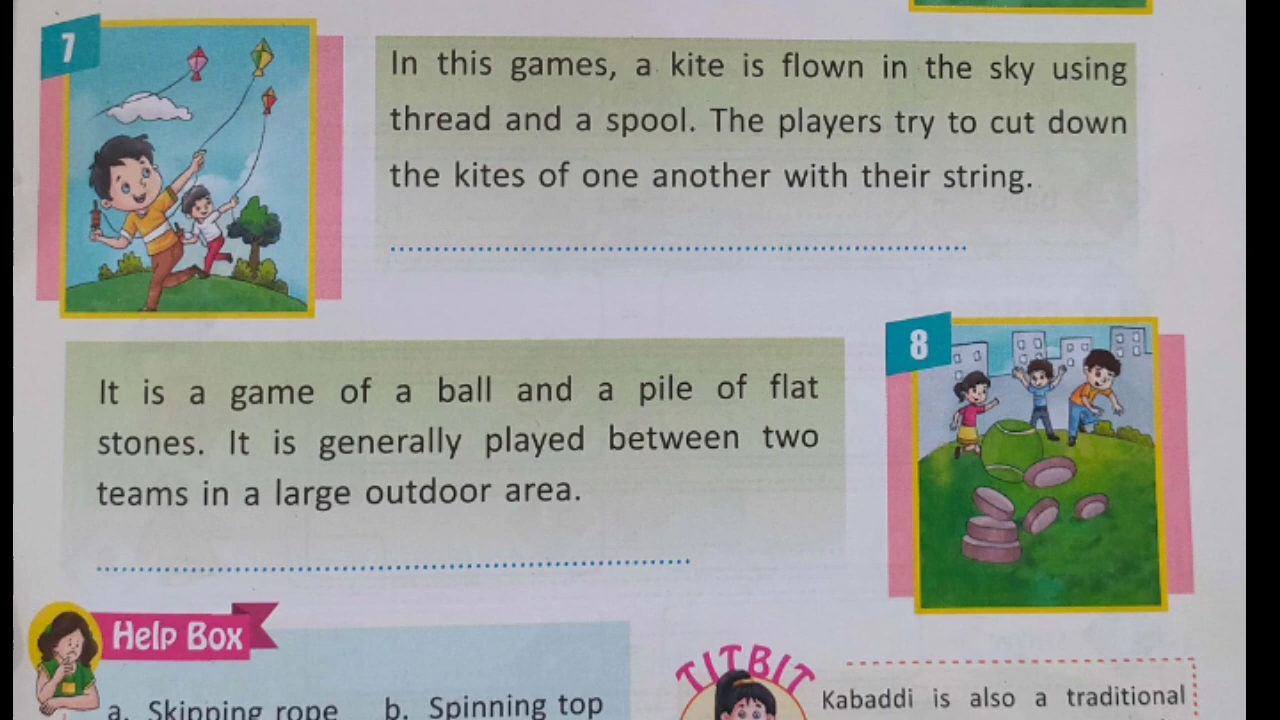 7
In this games, a kite is flown in the sky using
thread and a spool. The players try to cut down
the kites of one another with their string.
It is a game of a ball and a pile of flat
stones. It is generally played between two
teams in a large outdoor area.
8
Help Box
a. Skipping rope b. Spinning top
TITBIT
Kabaddi is also a traditional